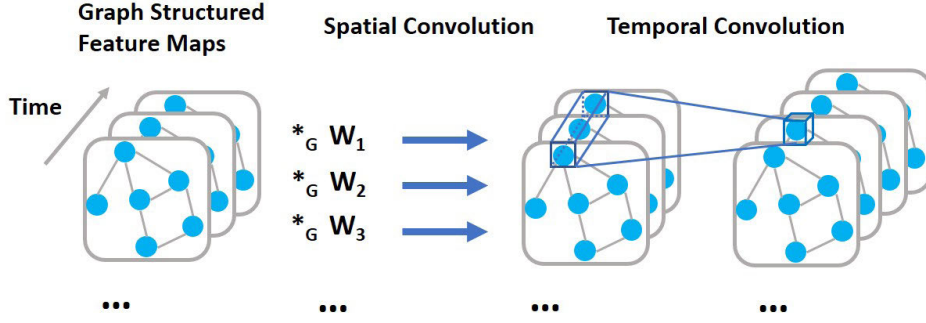 Graph Structured
Feature Maps
Spatial Convolution
Temporal Convolution
Time
*G W1
*G W2
*G W3
... ... ... ...